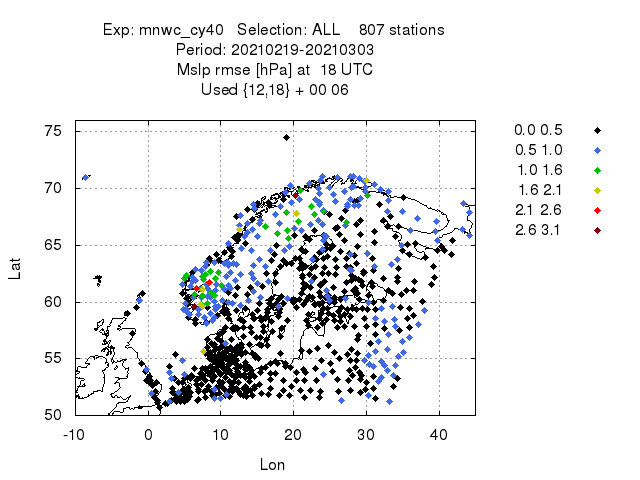 Exp: mnwc_cy40   Selection: ALL    807 stations
Period: 20210219-20210303
Mslp rmse [hPa] at  18 UTC
Used {12,18} + 00 06
75
70
65
60
55
50
-10 0 10 20 30 40
Lat
Lon
0.0 0.5
0.5 1.0
1.0 1.6
1.6 2.1
2.1 2.6
2.6 3.1